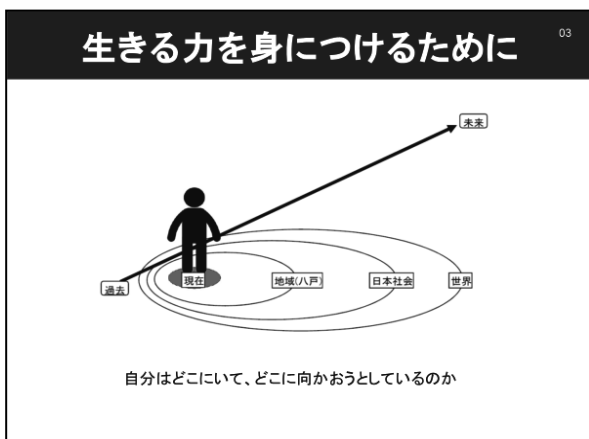 生きる力を身につけるために
03
未来
過去
現在
地域(八戸)
日本社会
世界
自分はどこにいて、どこに向かおうとしているのか